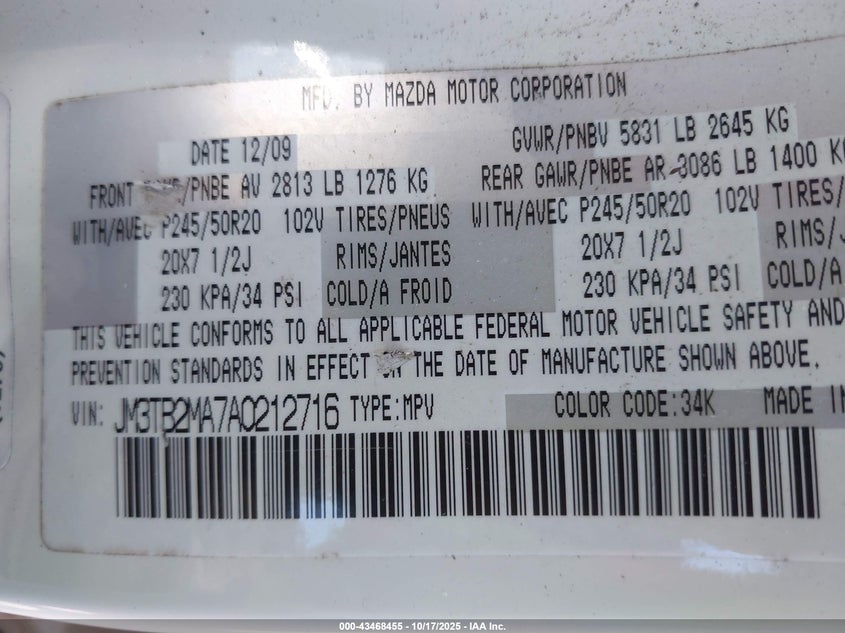 MFD. BY MAZDA MOTOR CORPORATION
DATE 12/09 GVWR/PNBV 5831 LB 2645 KG
FRONT /PNBE AV 2813 LB 1276 KG REAR GAWR/PNBE AR 3086 LB 1400 KG
WITH/AVEC P245/50R20 102V TIRES/PNEUS WITH/AVEC P245/50R20 102V TIRES/
20X7 1/2J RIMS/JANTES 20X7 1/2J RIMS/
230 KPA/34 PSI COLD/A FROID 230 KPA/34 PSI COLD/A
THIS VEHICLE CONFORMS TO ALL APPLICABLE FEDERAL MOTOR VEHICLE SAFETY AND
PREVENTION STANDARDS IN EFFECT ON THE DATE OF MANUFACTURE SHOWN ABOVE.
VIN: JM3TB2MA7A0212716 TYPE:MPV COLOR CODE:34K MADE IN
000-43468455 - 10/17/2025 - IAA Inc.